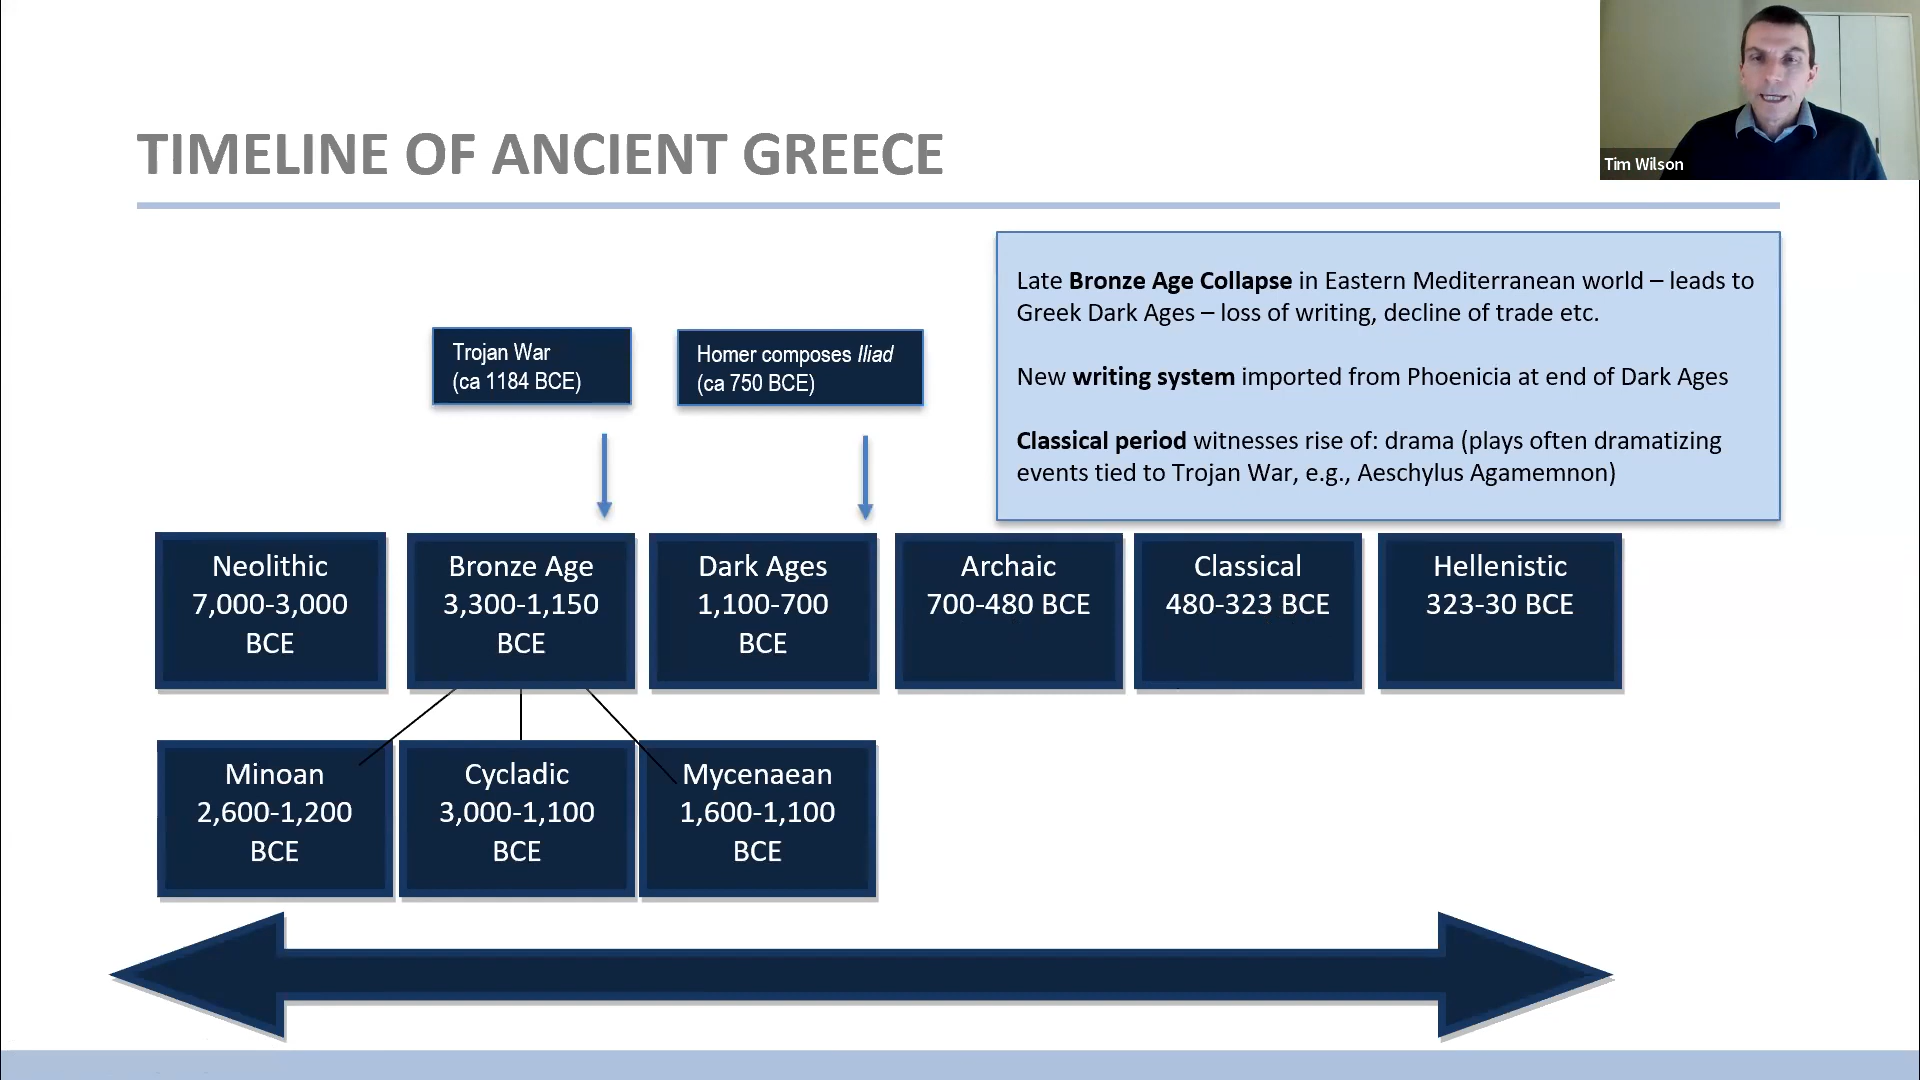 TIMELINE OF ANCIENT GREECE
Tim Wilson
Late Bronze Age Collapse in Eastern Mediterranean world – leads to
Greek Dark Ages – loss of writing, decline of trade etc.
New writing system imported from Phoenicia at end of Dark Ages
Classical period witnesses rise of: drama (plays often dramatizing
events tied to Trojan War, e.g., Aeschylus Agamemnon)
Trojan War
(ca 1184 BCE)
Homer composes Iliad
(ca 750 BCE)
Neolithic
7,000-3,000
BCE
Bronze Age
3,300-1,150
BCE
Dark Ages
1,100-700
BCE
Archaic
700-480 BCE
Classical
480-323 BCE
Hellenistic
323-30 BCE
Minoan
2,600-1,200
BCE
Cycladic
3,000-1,100
BCE
Mycenaean
1,600-1,100
BCE